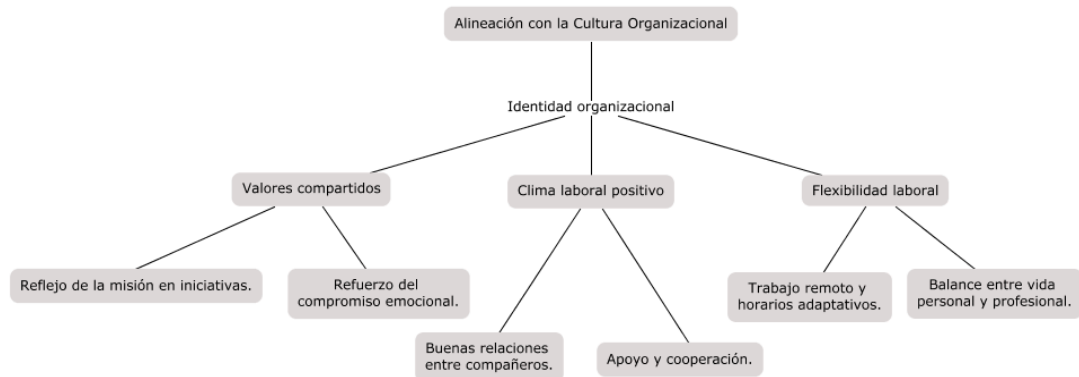 Alineación con la Cultura Organizacional
Identidad organizacional
Valores compartidos
Clima laboral positivo
Flexibilidad laboral
Reflejo de la misión en iniciativas.
Refuerzo del
compromiso emocional.
Trabajo remoto y
horarios adaptativos.
Balance entre vida
personal y profesional.
Buenas relaciones
entre compañeros.
Apoyo y cooperación.